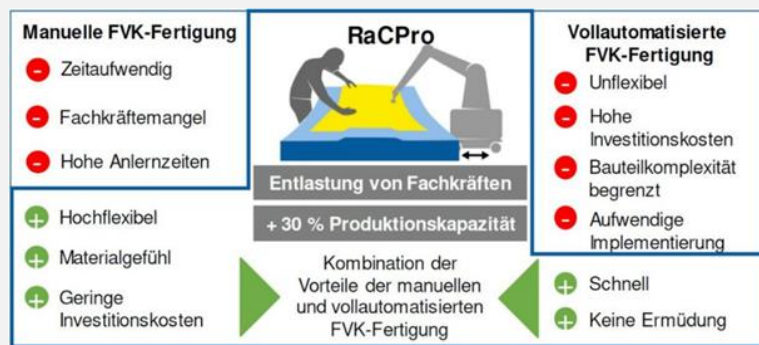 Manuelle FVK-Fertigung
Zeitaufwendig
Fachkräftemangel
Hohe Anlernzeiten
Hochflexibel
Materialgefühl
Geringe
Investitionskosten
RaCPro
Entlastung von Fachkräften
+ 30 % Produktionskapazität
Kombination der
Vorteile der manuellen
und vollautomatisierten
FVK-Fertigung
Vollautomatisierte
FVK-Fertigung
Unflexibel
Hohe
Investitionskosten
Bauteilkomplexität
begrenzt
Aufwendige
Implementierung
Schnell
Keine Ermüdung